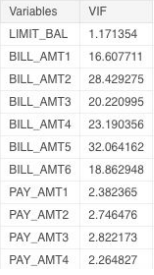 Variables VIF
LIMIT_BAL 1.171354
BILL_AMT1 16.607711
BILL_AMT2 28.429275
BILL_AMT3 20.220995
BILL_AMT4 23.190356
BILL_AMT5 32.064162
BILL_AMT6 18.862948
PAY_AMT1 2.382365
PAY_AMT2 2.746476
PAY_AMT3 2.822173
PAY_AMT4 2.264827